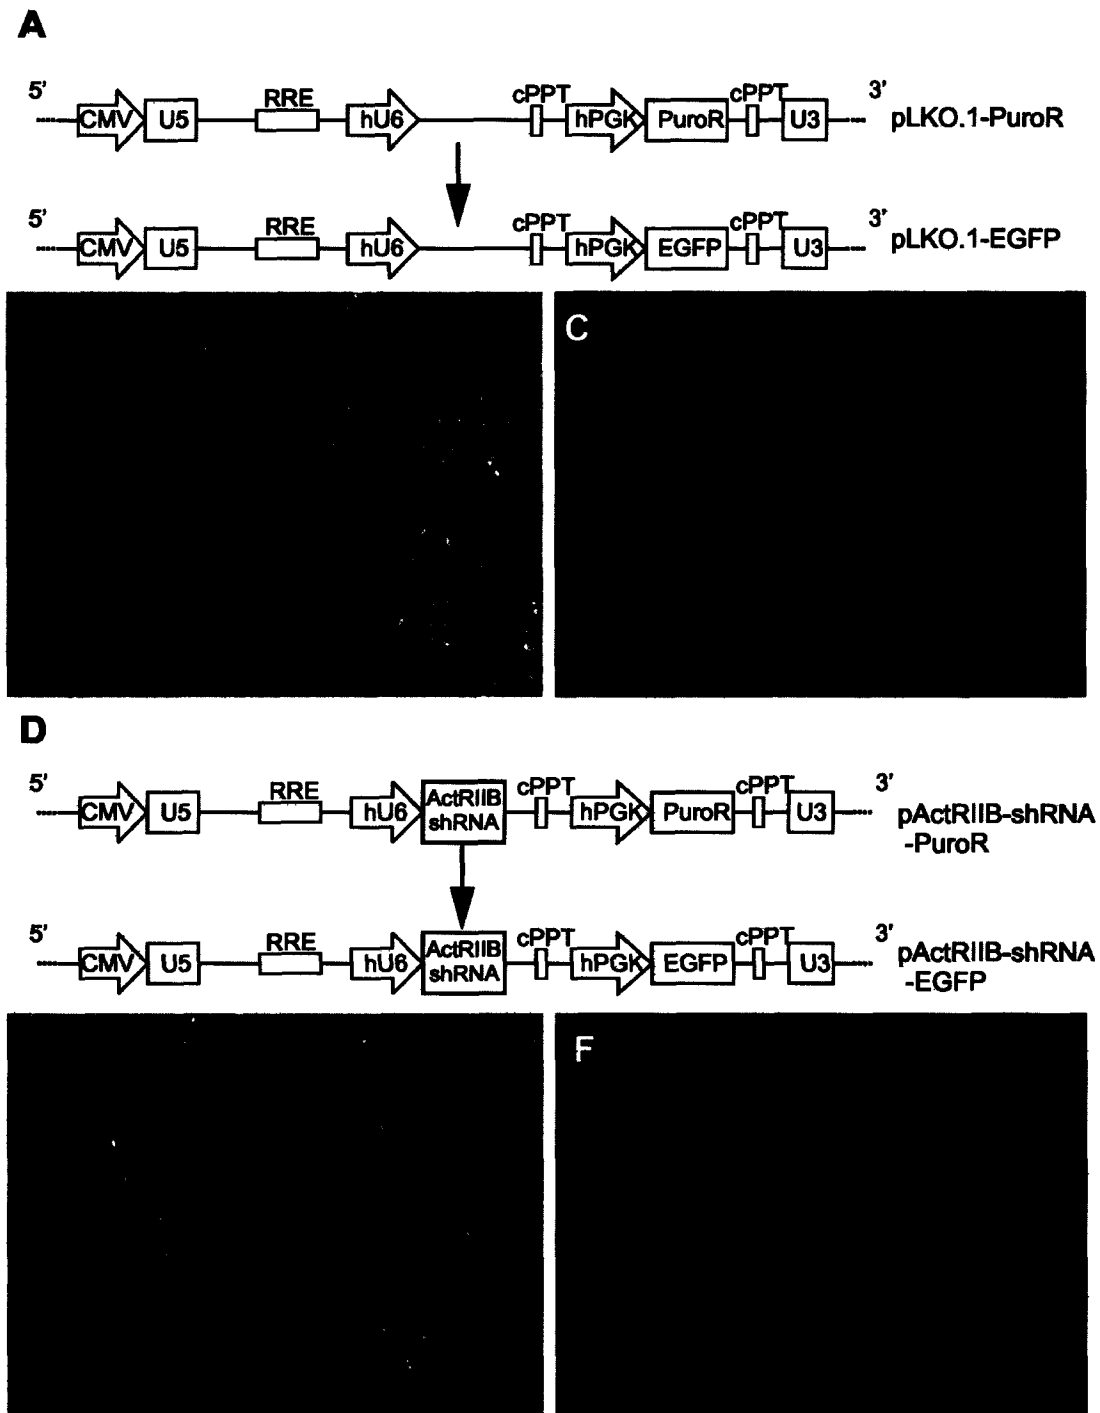 A
5' RRE cPPT cPPT 3'
CMV U5 hU6 hPGK PuroR U3 pLKO.1-PuroR
5' RRE cPPT cPPT 3'
CMV U5 hU6 hPGK EGFP U3 pLKO.1-EGFP
C
D
5' RRE cPPT cPPT 3'
CMV U5 hU6 ActRIIB shRNA hPGK PuroR U3 pActRIIB-shRNA
-PuroR
5' RRE cPPT cPPT 3'
CMV U5 hU6 ActRIIB shRNA hPGK EGFP U3 pActRIIB-shRNA
-EGFP
F